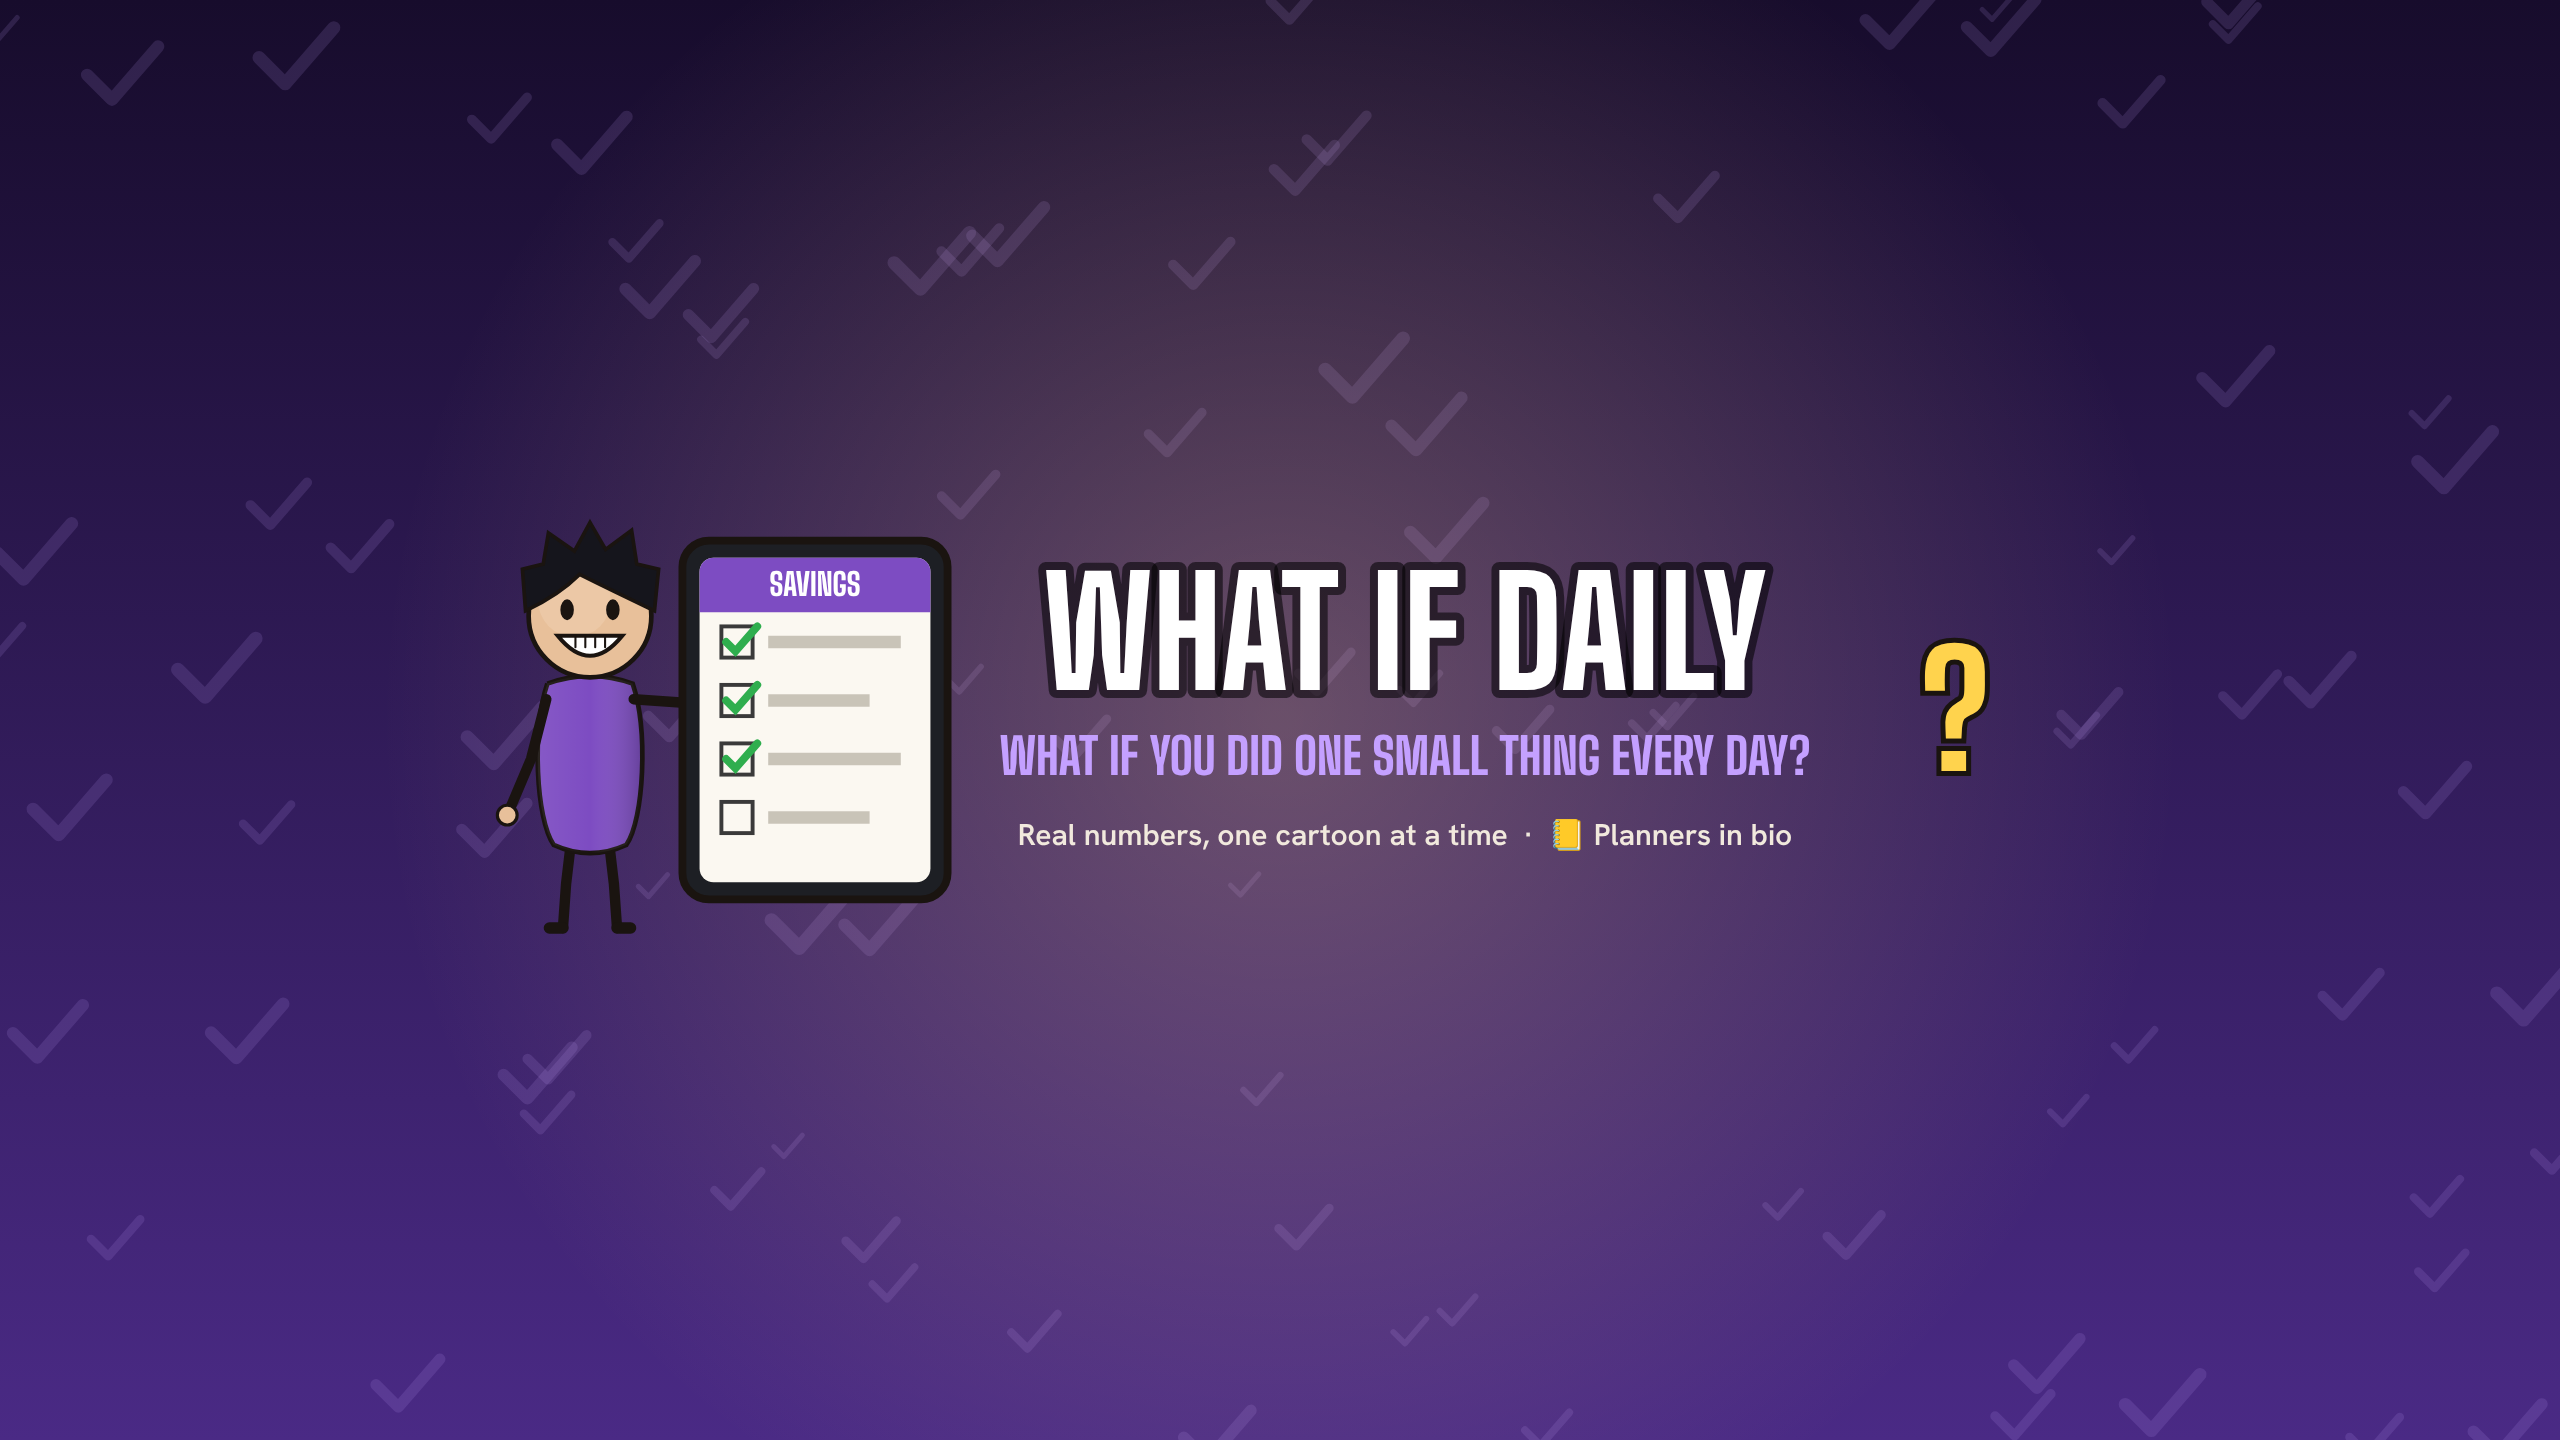 SAVINGS
WHAT IF DAILY
WHAT IF YOU DID ONE SMALL THING EVERY DAY?
Real numbers, one cartoon at a time · 📒 Planners in bio
?